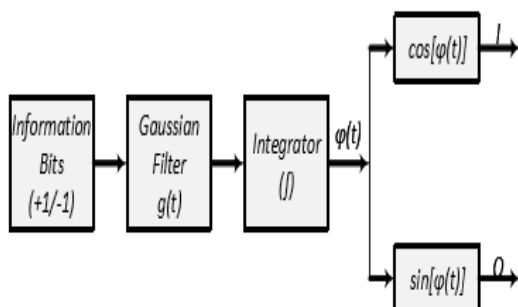 Information
Bits
(+1/-1)
Gaussian
Filter
g(t)
Integrator
(∫)
φ(t)
cos[φ(t)]
I
sin[φ(t)]
Q